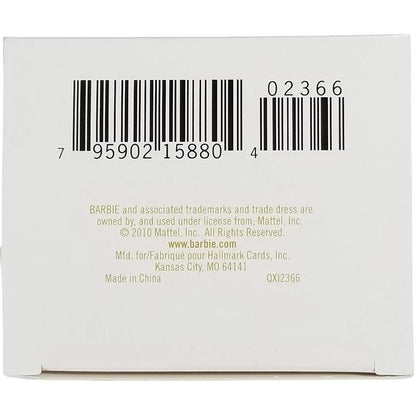 02366
7 95902 15880 4
BARBIE and associated trademarks and trade dress are
owned by, and used under license from, Mattel, Inc.
© 2010 Mattel, Inc. All Rights Reserved.
www.barbie.com
Mfd. for/Fabriqué pour Hallmark Cards, Inc.
Kansas City, MO 64141
Made in China QXI2366